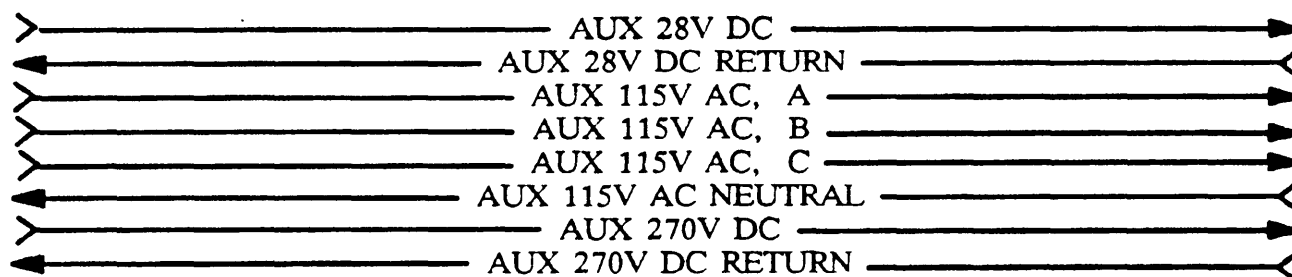 AUX 28V DC
AUX 28V DC RETURN
AUX 115V AC, A
AUX 115V AC, B
AUX 115V AC, C
AUX 115V AC NEUTRAL
AUX 270V DC
AUX 270V DC RETURN